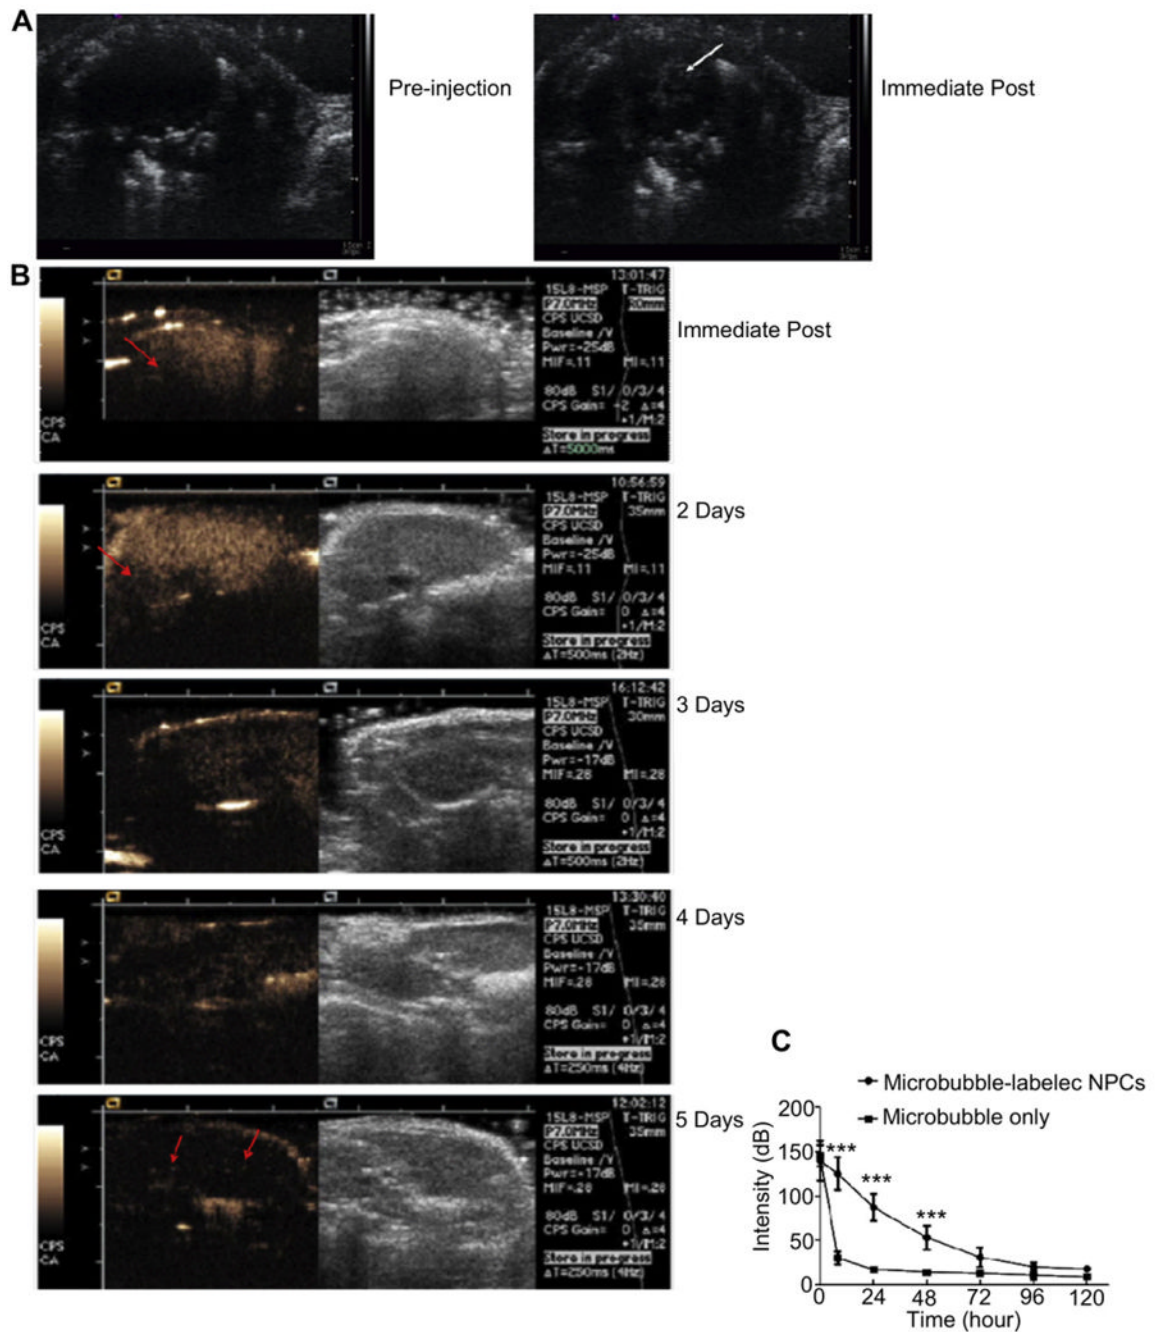 A
Pre-injection
Immediate Post
B
13:01:47
15L8-MSP T-TRIG
P7.0MHz 30mm
CPS UCSD
Baseline /V
Pwr=-25dB
MIF=.11 MI=.11
80dB S1/ 0/3/4
CPS Gain= -2 Δ=4
+1/M:2
Store in progress
ΔT=5000ms
CPS
CA
Immediate Post
10:56:59
15L8-MSP T-TRIG
P7.0MHz 35mm
CPS UCSD
Baseline /V
Pwr=-25dB
MIF=.11 MI=.11
80dB S1/ 0/3/4
CPS Gain= 0 Δ=4
+1/M:2
Store in progress
ΔT=500ms (2Hz)
CPS
CA
2 Days
16:12:42
15L8-MSP T-TRIG
P7.0MHz 30mm
CPS UCSD
Baseline /V
Pwr=-17dB
MIF=.28 MI=.28
80dB S1/ 0/3/4
CPS Gain= 0 Δ=4
+1/M:2
Store in progress
ΔT=500ms (2Hz)
CPS
CA
3 Days
13:30:40
15L8-MSP T-TRIG
P7.0MHz 35mm
CPS UCSD
Baseline /V
Pwr=-17dB
MIF=.28 MI=.28
80dB S1/ 0/3/4
CPS Gain= 0 Δ=4
+1/M:2
Store in progress
ΔT=250ms (4Hz)
CPS
CA
4 Days
12:02:12
15L8-MSP T-TRIG
P7.0MHz 35mm
CPS UCSD
Baseline /V
Pwr=-17dB
MIF=.28 MI=.28
80dB S1/ 0/3/4
CPS Gain= 0 Δ=4
+1/M:2
Store in progress
ΔT=250ms (4Hz)
CPS
CA
5 Days
C
Microbubble-labelec NPCs
Microbubble only
200
150
100
50
0
Intensity (dB)
***
***
***
0 24 48 72 96 120
Time (hour)